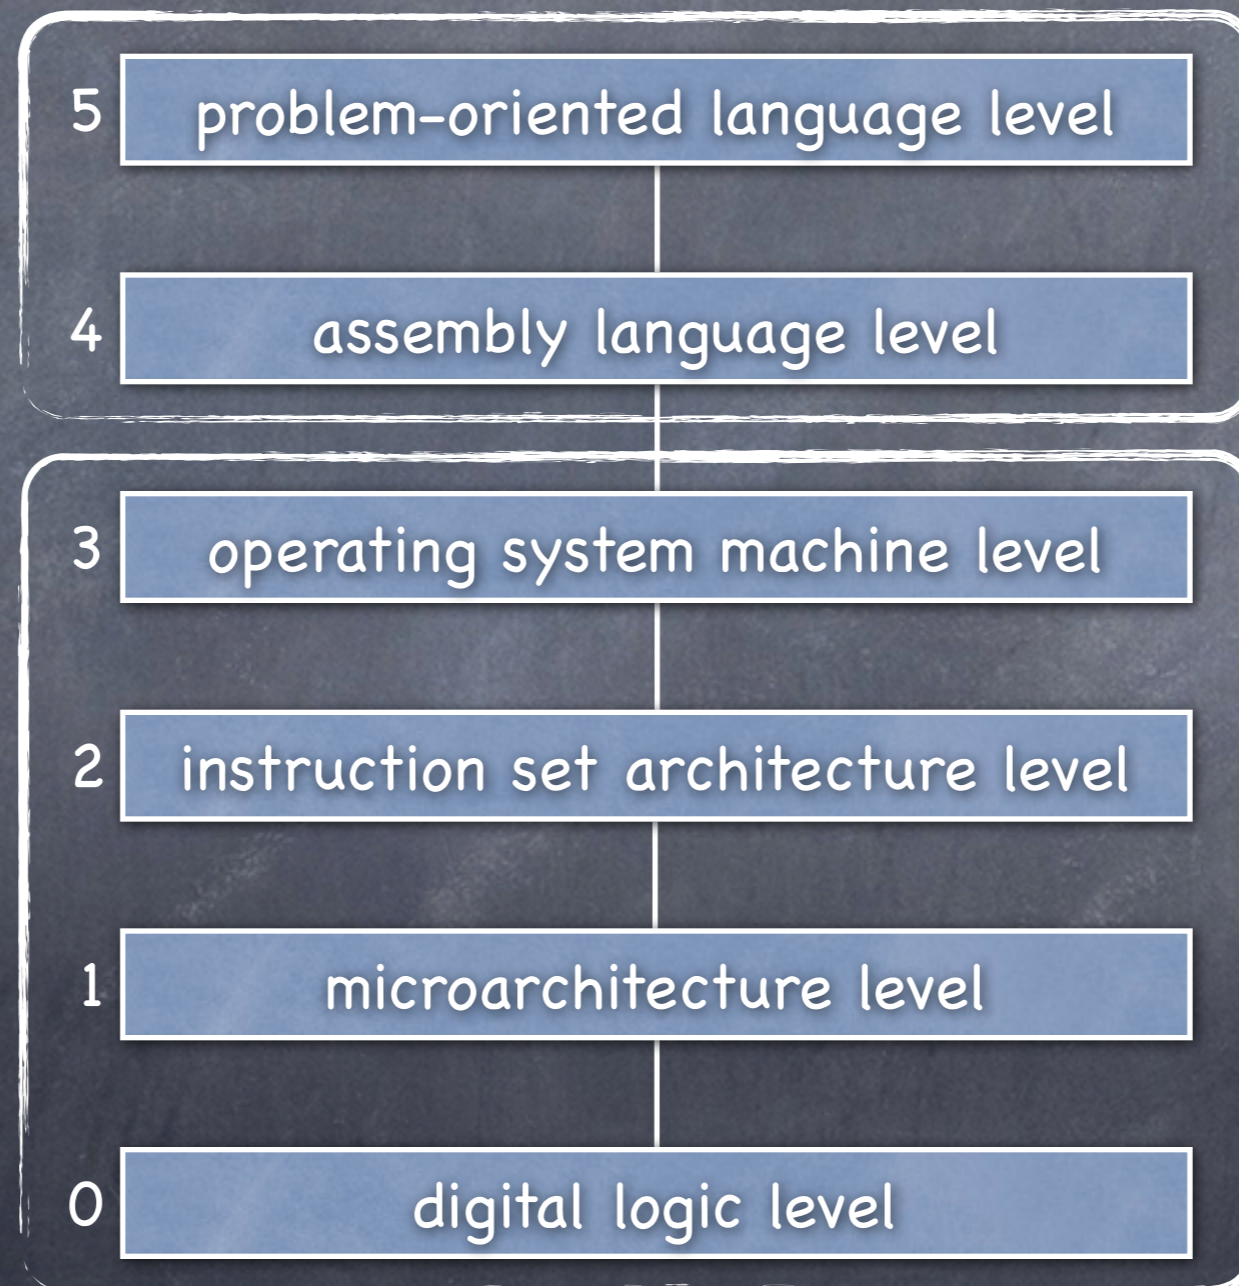 5 problem-oriented language level
4 assembly language level
3 operating system machine level
2 instruction set architecture level
1 microarchitecture level
0 digital logic level